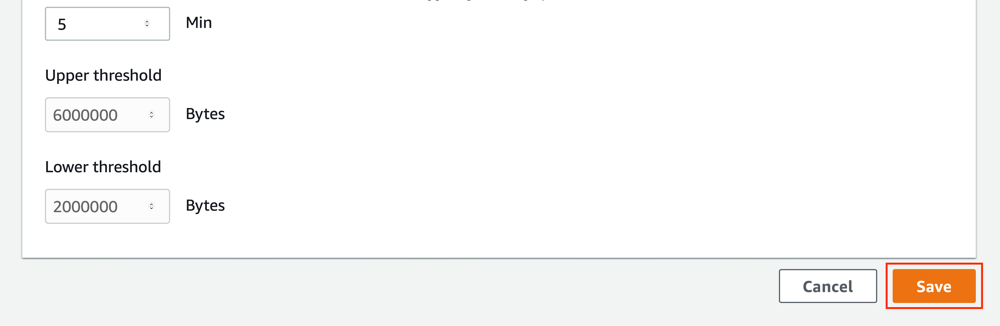 5 Min
Upper threshold
6000000 Bytes
Lower threshold
2000000 Bytes
Cancel Save